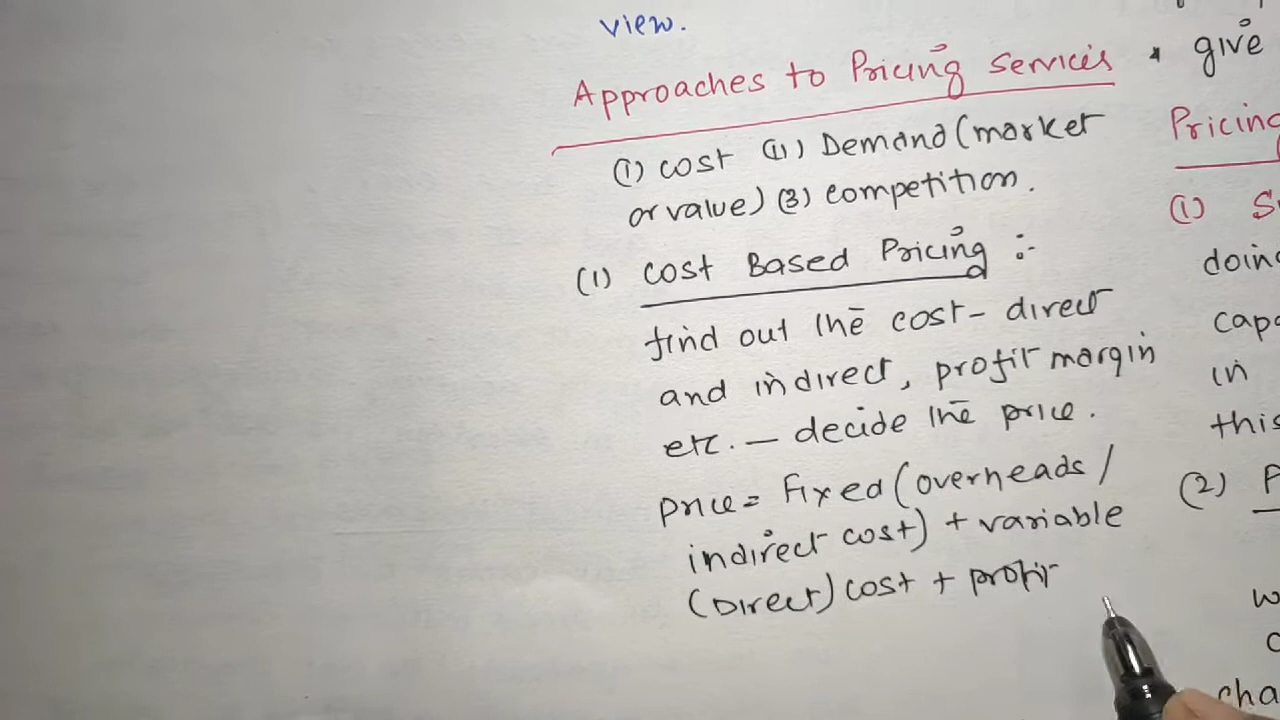 view.
Approaches to Pricing services
(1) cost (11) Demand (market
or value) (3) competition.
(1) Cost Based Pricing :-
find out the cost - direct
and indirect, profit margin
etc. — decide the price.
Price = Fixed (overheads /
indirect cost) + variable
(Direct) cost + profit
give
Pricing
(1) S
doing
capa
in
this
(2) P
w
c
cha